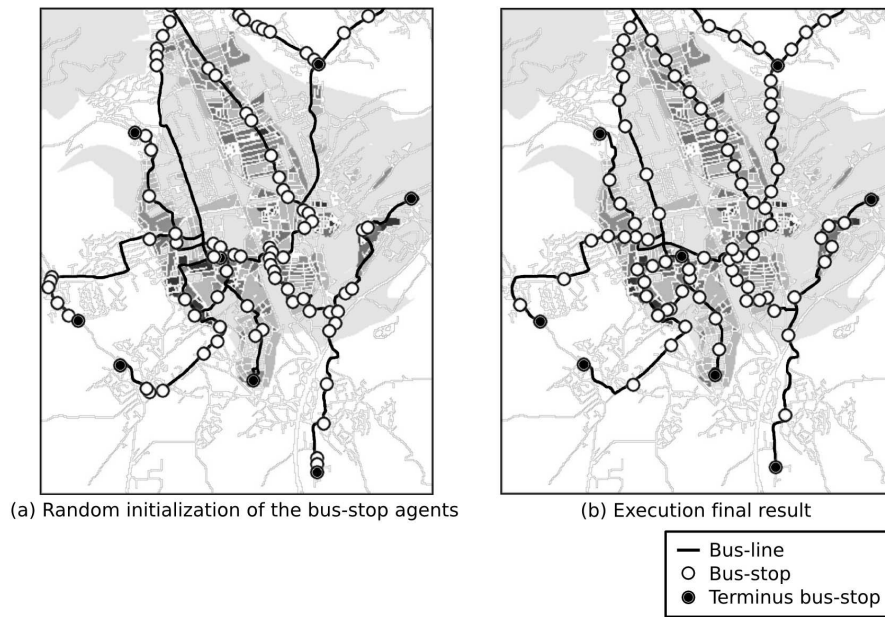 (a) Random initialization of the bus-stop agents
(b) Execution final result
Bus-line
Bus-stop
Terminus bus-stop